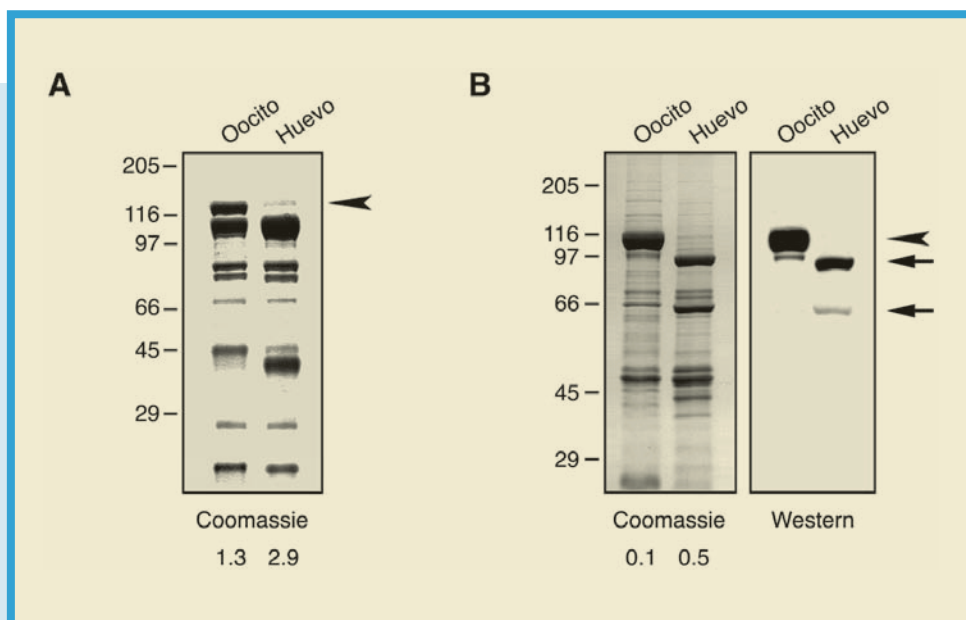 A
Oocito
Huevo
205
116
97
66
45
29
Coomassie
1.3 2.9
B
Oocito
Huevo
Oocito
Huevo
205
116
97
66
45
29
Coomassie
Western
0.1 0.5